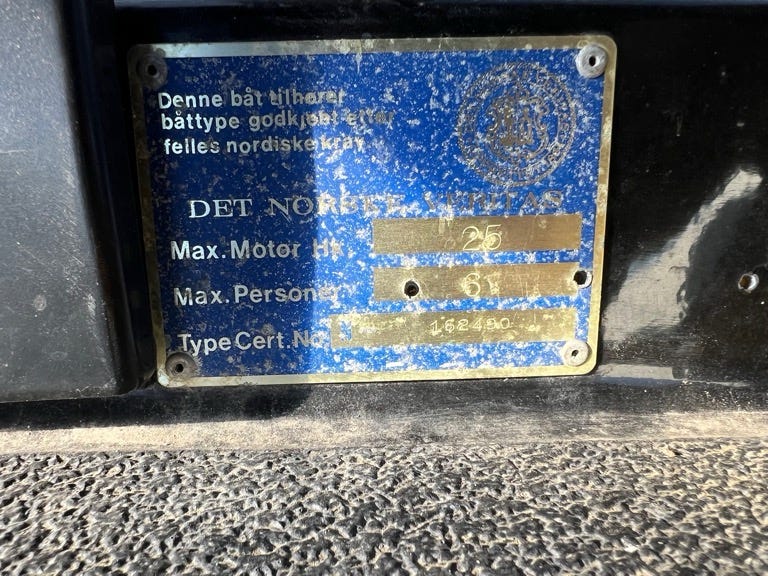 Denne båt tilhører
båttype godkjent etter
felles nordiske krav
DET NORSKE VERITAS
Max. Motor Hk 25
Max. Personer 6
Type Cert. No. 152490